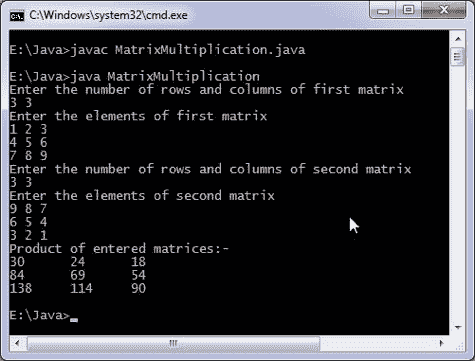 C:\Windows\system32\cmd.exe
E:\Java>javac MatrixMultiplication.java
E:\Java>java MatrixMultiplication
Enter the number of rows and columns of first matrix
3 3
Enter the elements of first matrix
1 2 3
4 5 6
7 8 9
Enter the number of rows and columns of second matrix
3 3
Enter the elements of second matrix
9 8 7
6 5 4
3 2 1
Product of entered matrices:-
30 24 18
84 69 54
138 114 90
E:\Java>_